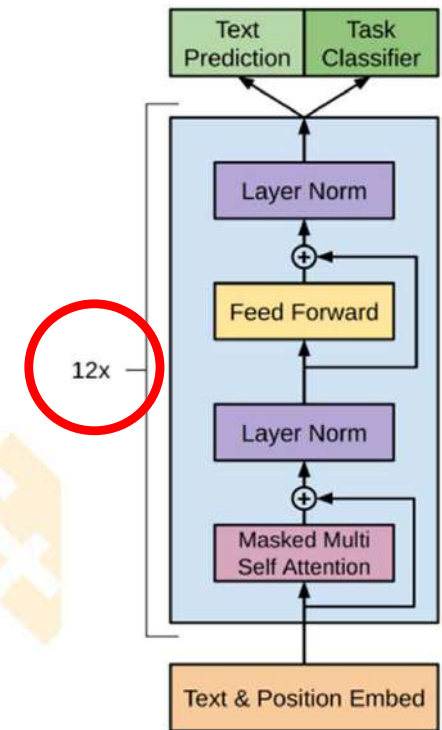 Text
Prediction
Task
Classifier
Layer Norm
Feed Forward
12x
Layer Norm
Masked Multi
Self Attention
Text & Position Embed